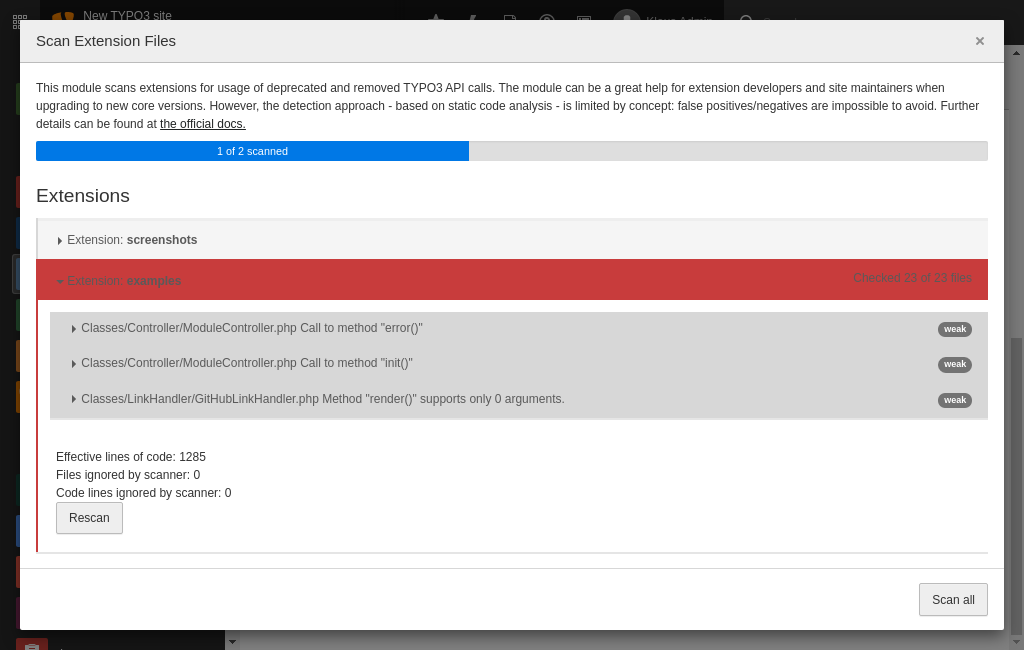 New TYPO3 site
Klaus Admin
Scan Extension Files
×
This module scans extensions for usage of deprecated and removed TYPO3 API calls. The module can be a great help for extension developers and site maintainers when
upgrading to new core versions. However, the detection approach - based on static code analysis - is limited by concept: false positives/negatives are impossible to avoid. Further
details can be found at the official docs.
1 of 2 scanned
Extensions
Extension: screenshots
Extension: examples
Checked 23 of 23 files
Classes/Controller/ModuleController.php Call to method "error()"
weak
Classes/Controller/ModuleController.php Call to method "init()"
weak
Classes/LinkHandler/GitHubLinkHandler.php Method "render()" supports only 0 arguments.
weak
Effective lines of code: 1285
Files ignored by scanner: 0
Code lines ignored by scanner: 0
Rescan
Scan all